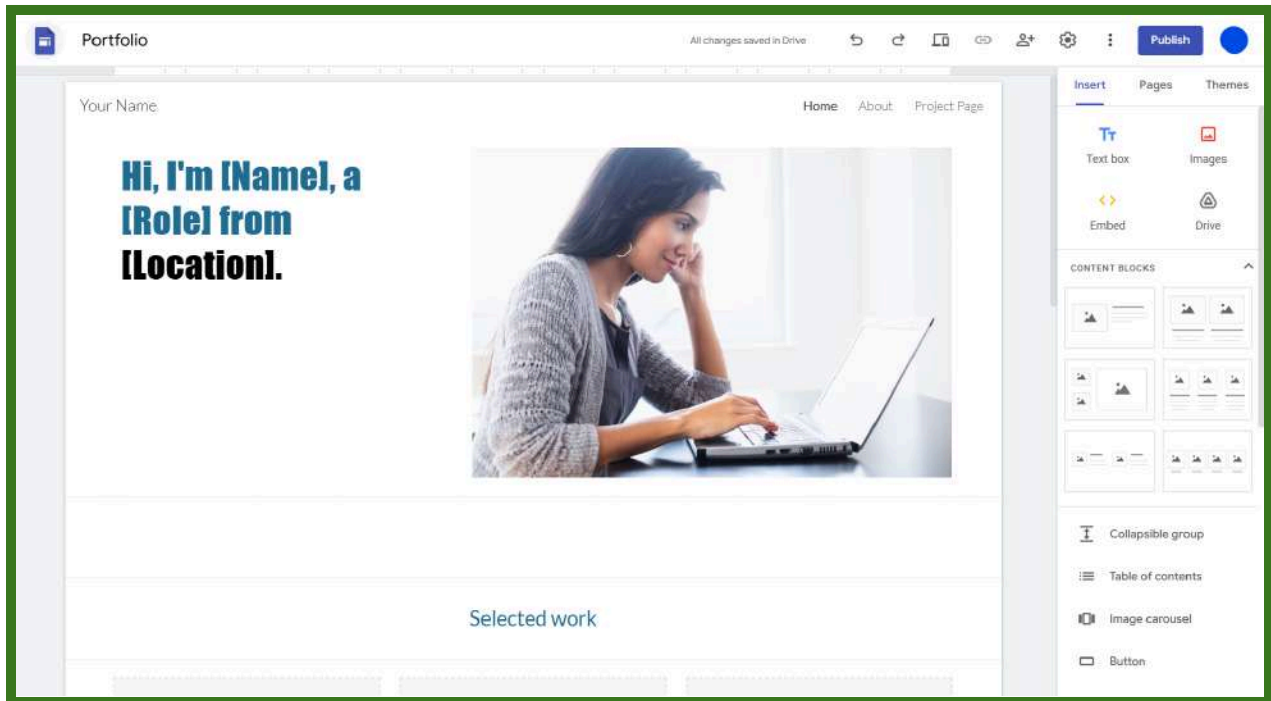 Portfolio
All changes saved in Drive
Publish
Your Name
Home About Project Page
Hi, I'm [Name], a
[Role] from
[Location].
Selected work
Insert Pages Themes
Tт
Text box Images
Embed Drive
CONTENT BLOCKS
Collapsible group
Table of contents
Image carousel
Button